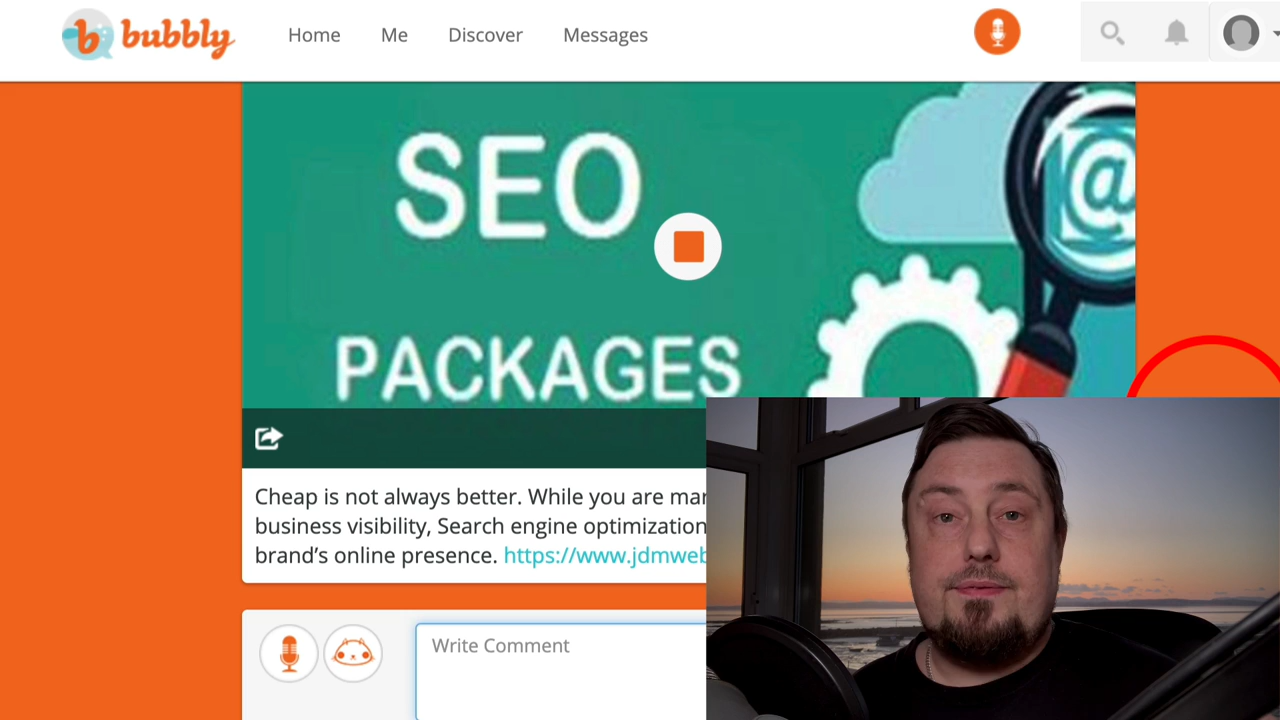 bubbly
Home
Me
Discover
Messages
SEO
@
PACKAGES
Cheap is not always better. While you are
business visibility, Search engine optimization
brand’s online presence. https://www.jdmweb
Write Comment